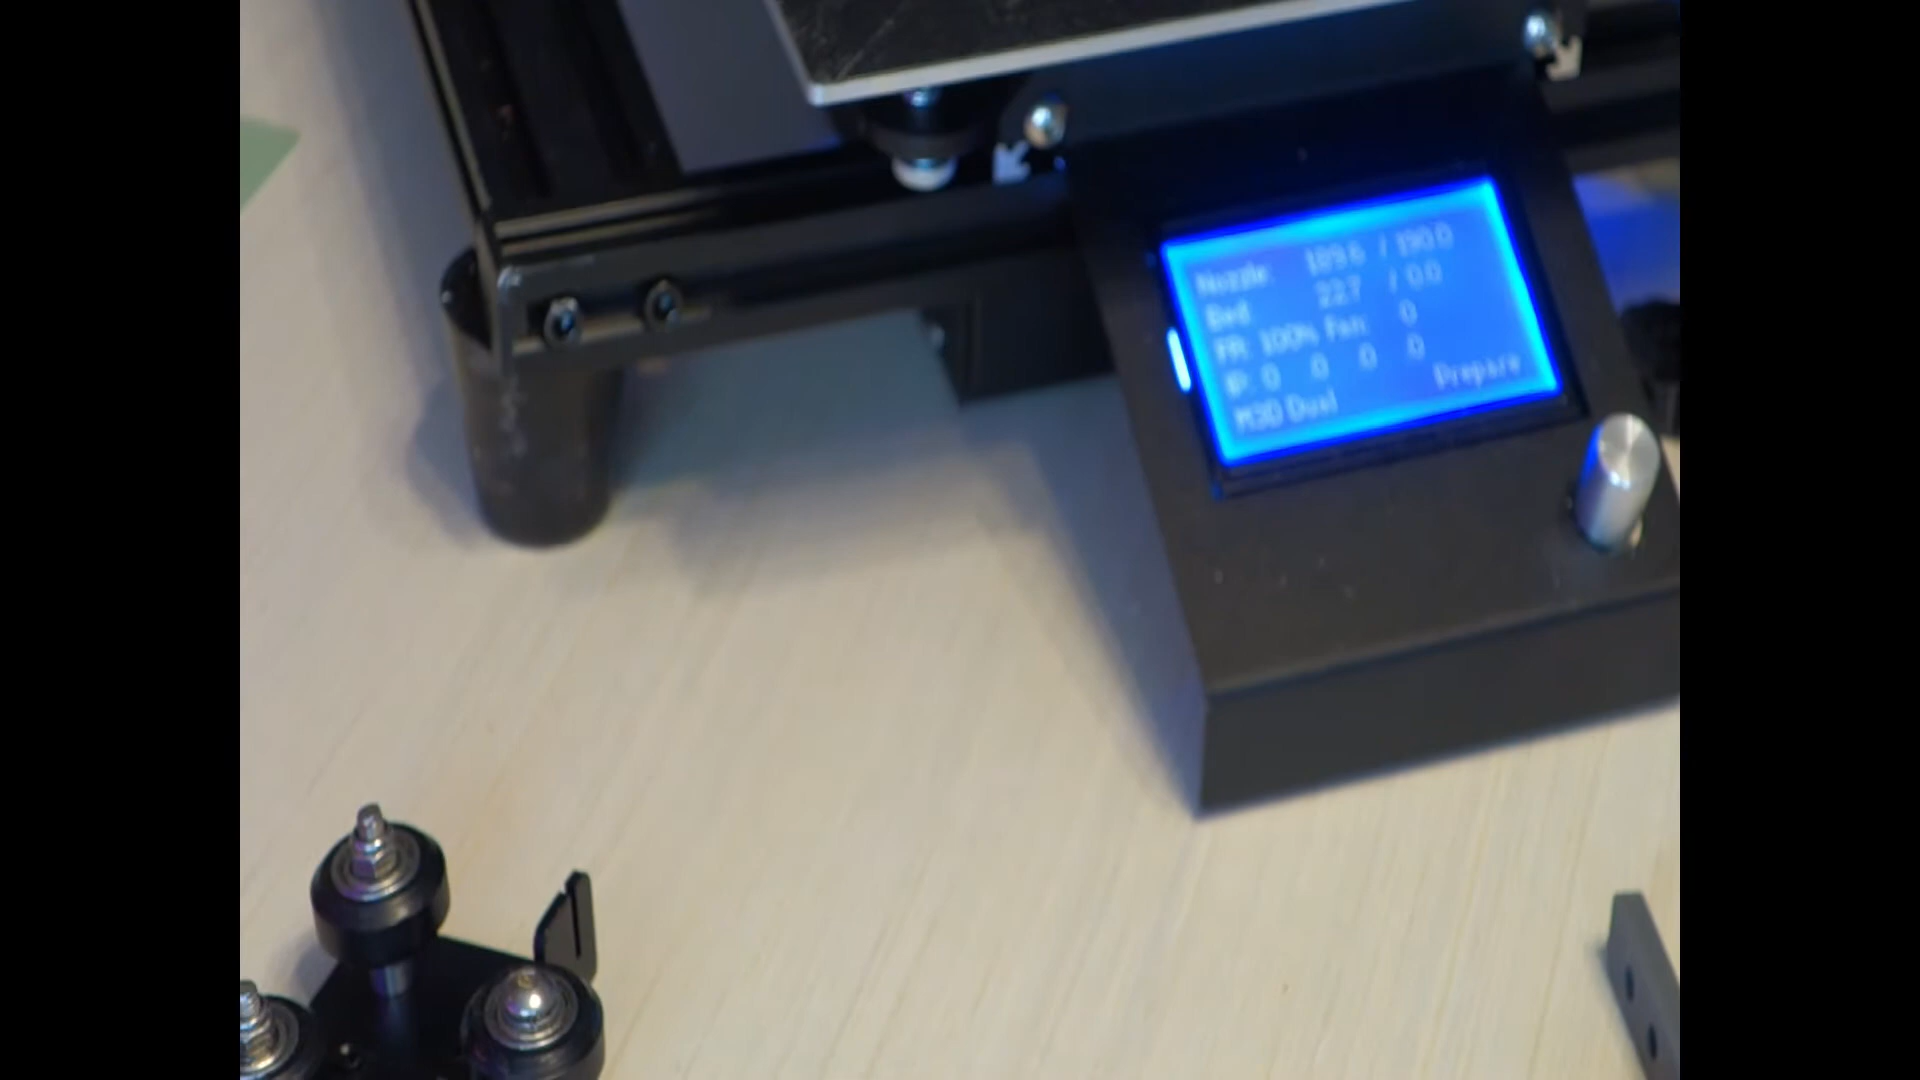 Nozzle: 189.6 / 190.0
Bed 22.7 / 0.0
FR: 100% Fan: 0
IP: 0 .0 .0 .0
M3D Dual Prepare